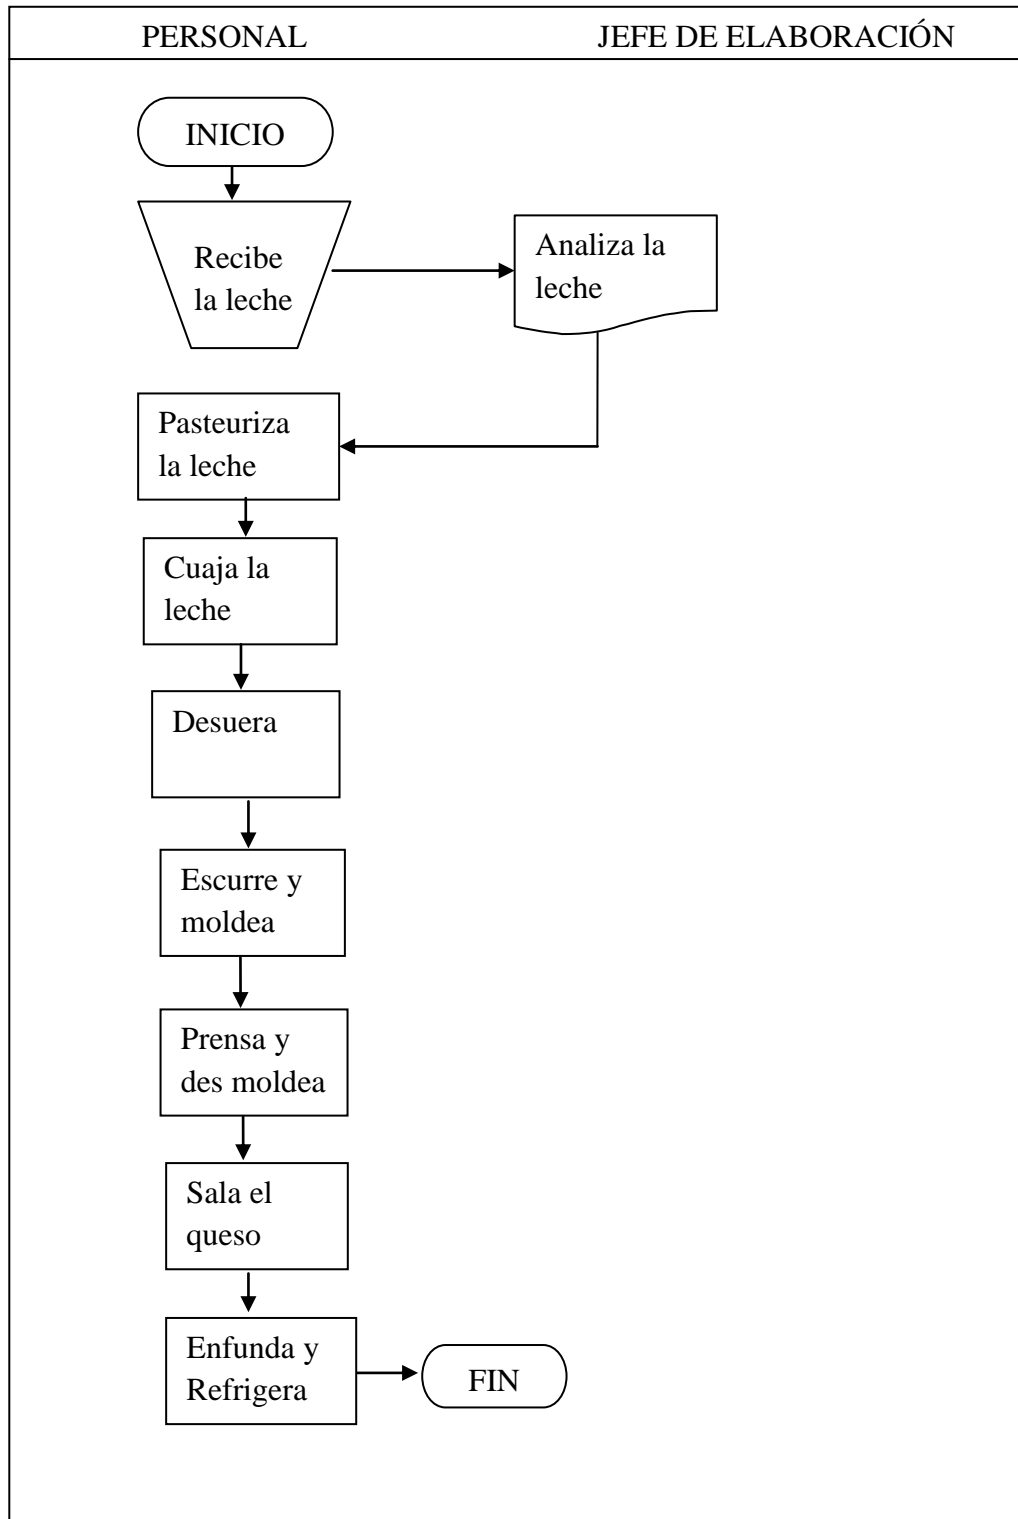 PERSONAL
JEFE DE ELABORACIÓN
INICIO
Recibe
la leche
Analiza la
leche
Pasteuriza
la leche
Cuaja la
leche
Desuera
Escurre y
moldea
Prensa y
des moldea
Sala el
queso
Enfunda y
Refrigera
FIN